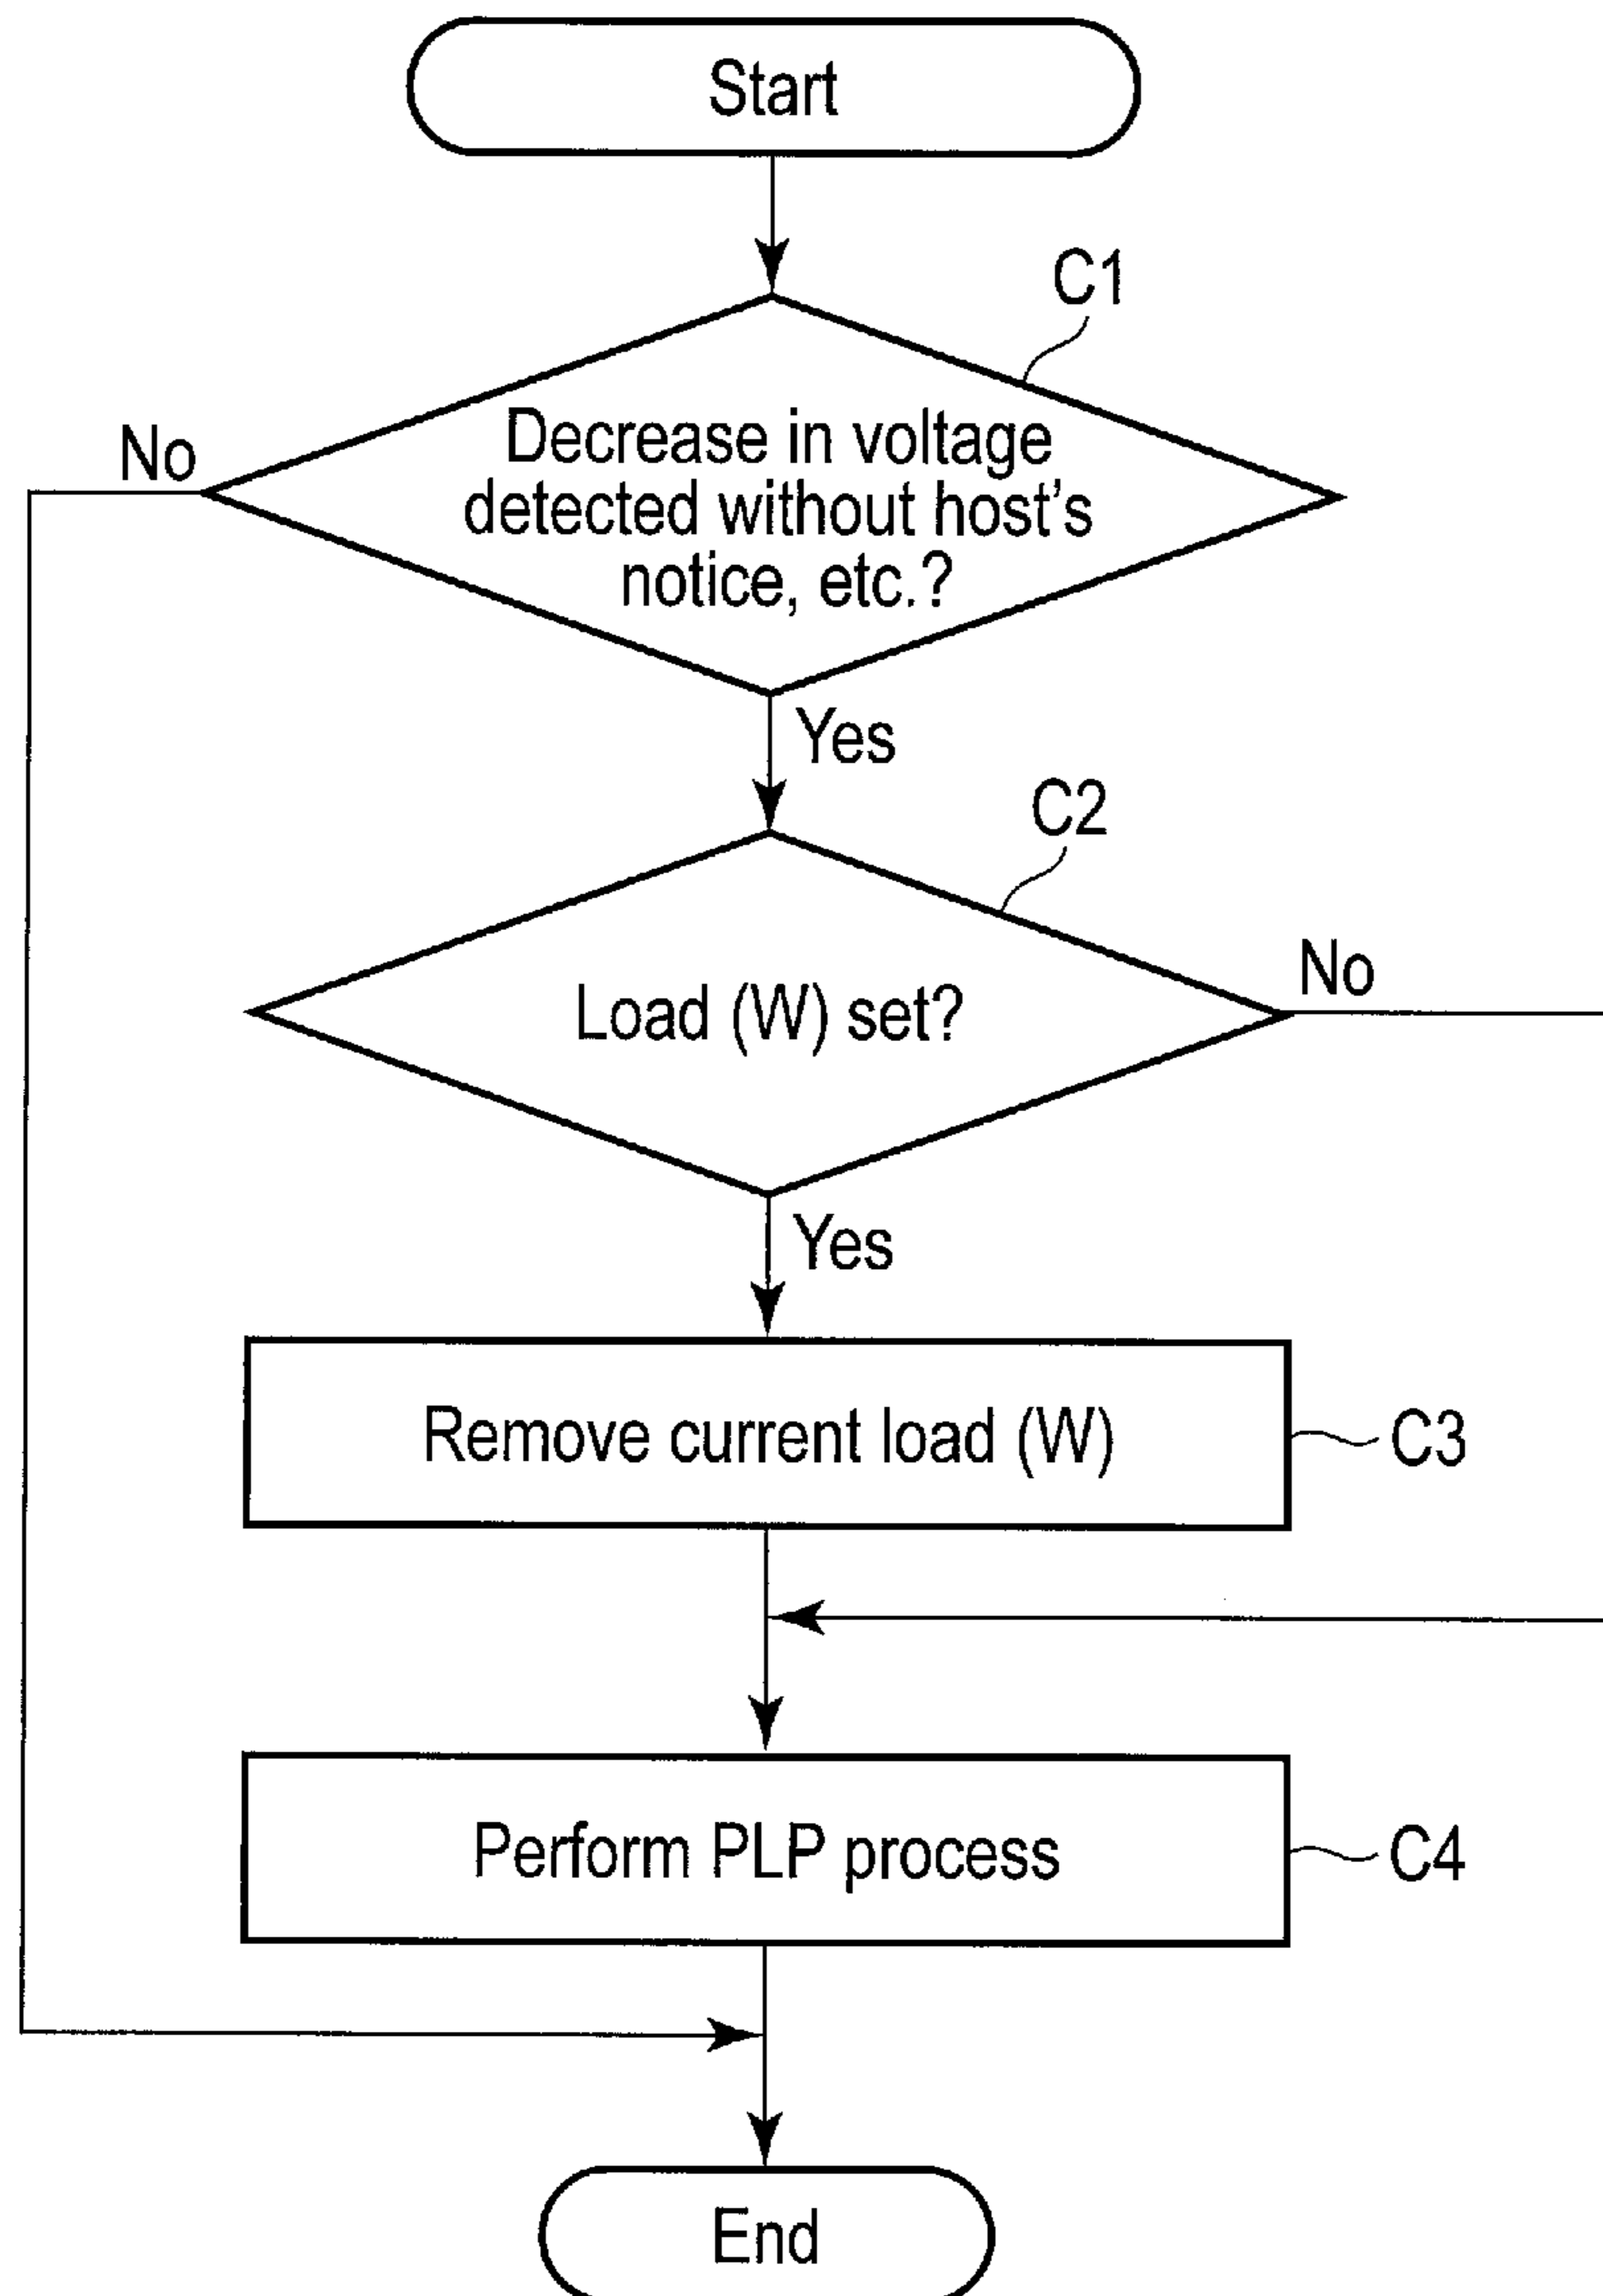 Start
C1
No
Decrease in voltage
detected without host's
notice, etc.?
Yes
C2
No
Load (W) set?
Yes
Remove current load (W)
C3
Perform PLP process
C4
End